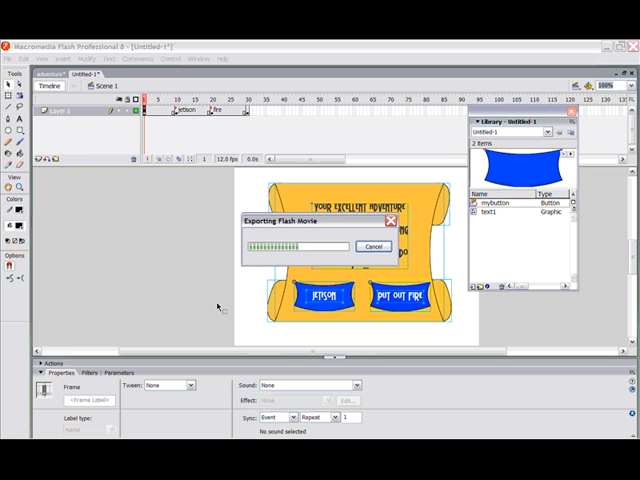 Macromedia Flash Professional 8 - [Untitled-1*]
File Edit View Insert Modify Text Commands Control Window Help
adventure* Untitled-1*
Tools
Timeline
Scene 1
100%
Layer 1
jetison fire
1 12.0 fps 0.0s
View
Colors
Options
Library - Untitled-1
Untitled-1
2 items
Name Type
mybutton Button
text1 Graphic
YOUR EXCELLENT ADVENTURE
Exporting Flash Movie
Cancel
JETISON
PUT OUT FIRE
Actions
Properties Filters Parameters
Frame
<Frame Label>
Label type:
Name
Tween: None
Sound: None
Effect: None Edit...
Sync: Event Repeat 1
No sound selected